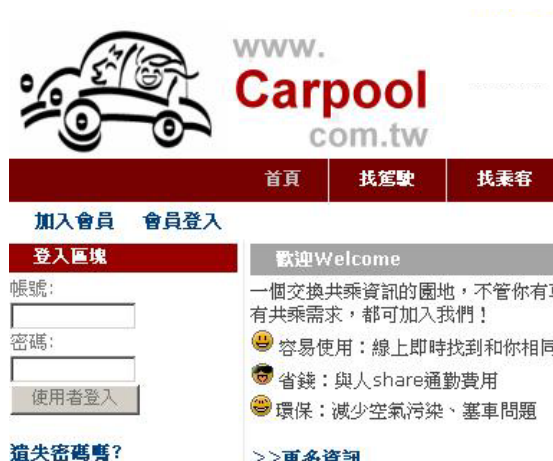 www.
Carpool
com.tw
首頁 找駕駛 找乘客
加入會員 會員登入
登入區塊
歡迎Welcome
帳號:
一個交換共乘資訊的園地，不管你有
有共乘需求，都可加入我們！
密碼:
容易使用：線上即時找到和你相同
省錢：與人share通勤費用
使用者登入
環保：減少空氣污染、塞車問題
遺失密碼嗎?
>>更多資訊